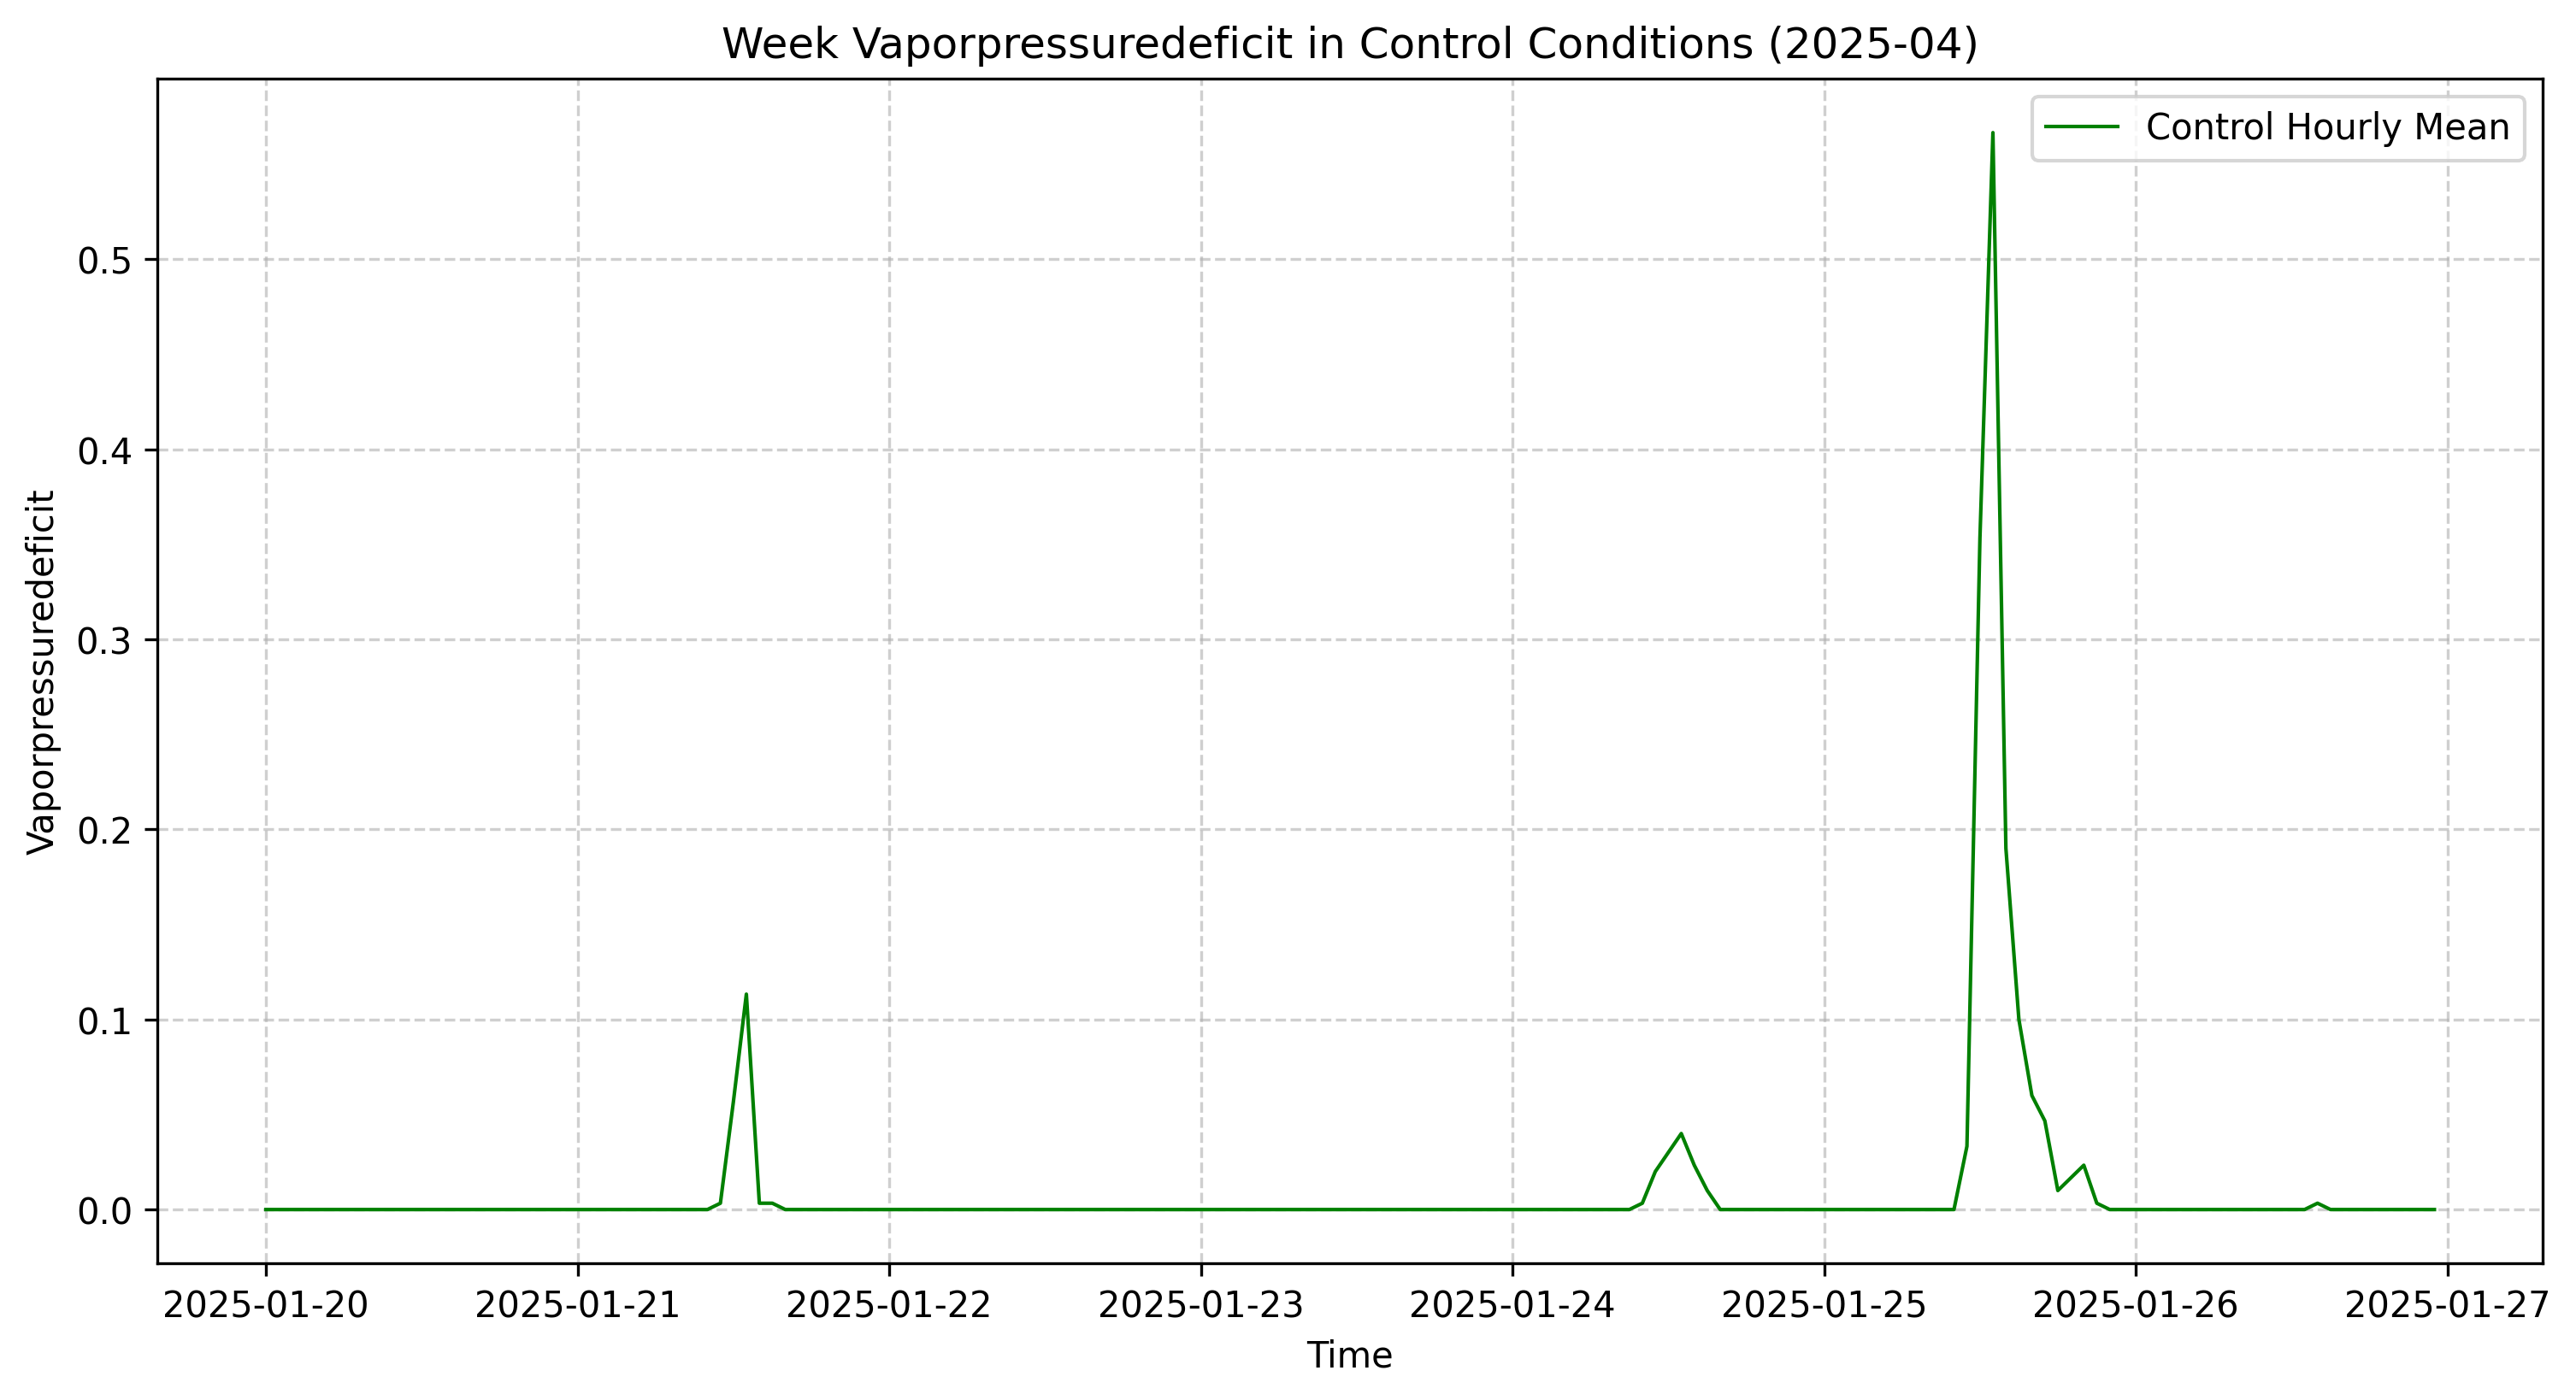 Week Vaporpressuredeficit in Control Conditions (2025-04)
Control Hourly Mean
Vaporpressuredeficit
0.5
0.4
0.3
0.2
0.1
0.0
2025-01-20 2025-01-21 2025-01-22 2025-01-23 2025-01-24 2025-01-25 2025-01-26 2025-01-27
Time